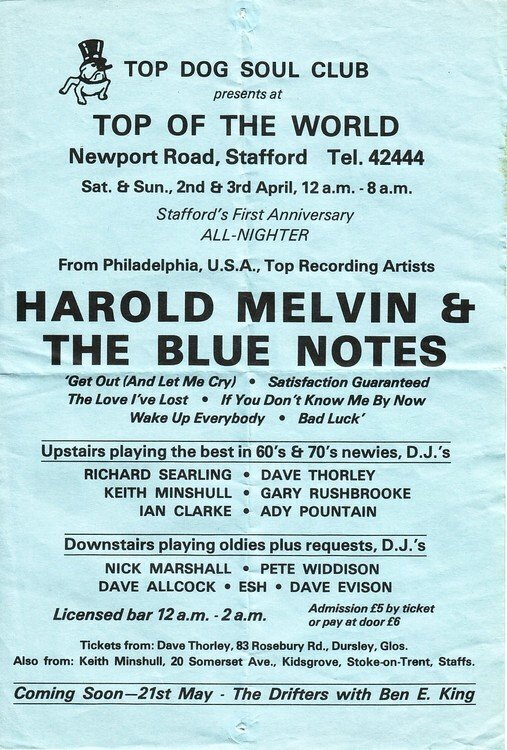 TOP DOG SOUL CLUB
presents at
TOP OF THE WORLD
Newport Road, Stafford Tel. 42444
Sat. & Sun., 2nd & 3rd April, 12 a.m. - 8 a.m.
Stafford's First Anniversary
ALL-NIGHTER
From Philadelphia, U.S.A., Top Recording Artists
HAROLD MELVIN &
THE BLUE NOTES
'Get Out (And Let Me Cry) • Satisfaction Guaranteed
The Love I've Lost • If You Don't Know Me By Now
Wake Up Everybody • Bad Luck'
Upstairs playing the best in 60's & 70's newies, D.J.'s
RICHARD SEARLING • DAVE THORLEY
KEITH MINSHULL • GARY RUSHBROOKE
IAN CLARKE • ADY POUNTAIN
Downstairs playing oldies plus requests, D.J.'s
NICK MARSHALL • PETE WIDDISON
DAVE ALLCOCK • ESH • DAVE EVISON
Licensed bar 12 a.m. - 2 a.m.
Admission £5 by ticket
or pay at door £6
Tickets from: Dave Thorley, 83 Rosebury Rd., Dursley, Glos.
Also from: Keith Minshull, 20 Somerset Ave., Kidsgrove, Stoke-on-Trent, Staffs.
Coming Soon—21st May - The Drifters with Ben E. King